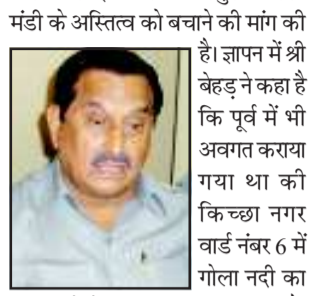 मंडी के अस्तित्व को बचाने की मांग की
है। ज्ञापन में श्री
बेहड़ ने कहा है
कि पूर्व में भी
अवगत कराया
गया था की
किच्छा नगर
वार्ड नंबर 6 में
गोला नदी का